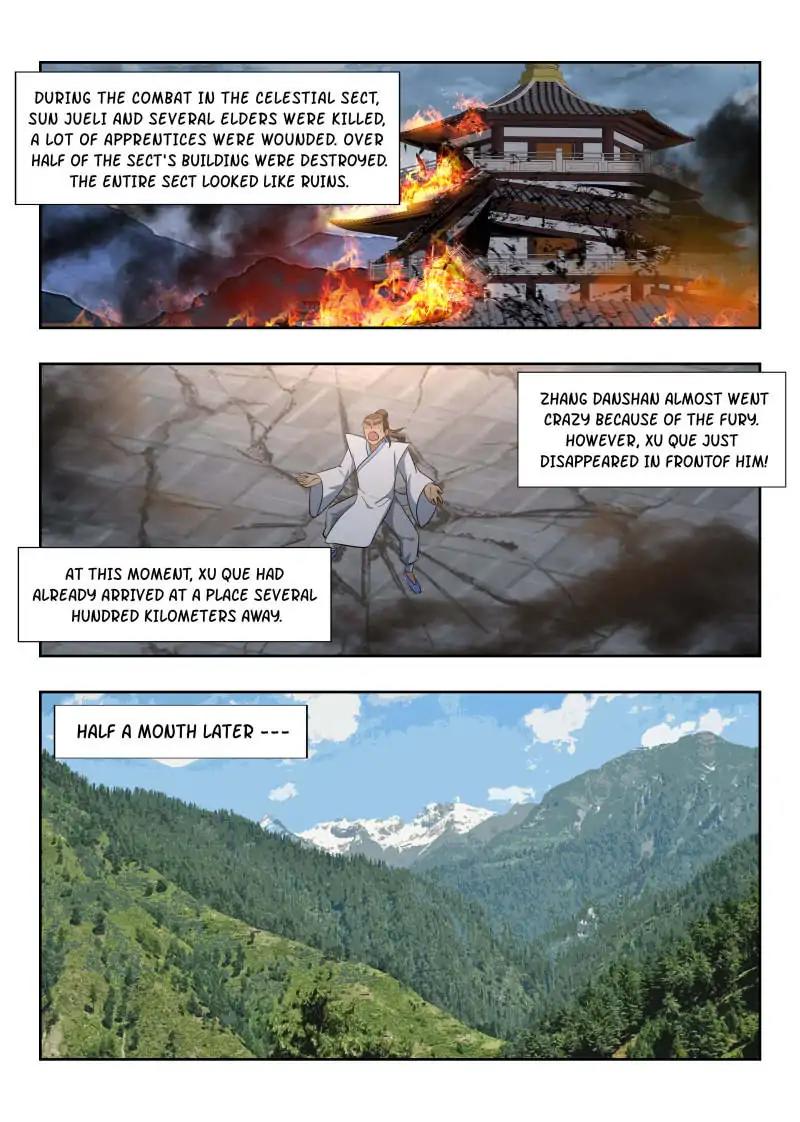 DURING THE COMBAT IN THE CELESTIAL SECT,
SUN JUELI AND SEVERAL ELDERS WERE KILLED,
A LOT OF APPRENTICES WERE WOUNDED. OVER
HALF OF THE SECT'S BUILDING WERE DESTROYED.
THE ENTIRE SECT LOOKED LIKE RUINS.
ZHANG DANSHAN ALMOST WENT
CRAZY BECAUSE OF THE FURY.
HOWEVER, XU QUE JUST
DISAPPEARED IN FRONTOF HIM!
AT THIS MOMENT, XU QUE HAD
ALREADY ARRIVED AT A PLACE SEVERAL
HUNDRED KILOMETERS AWAY.
HALF A MONTH LATER ---